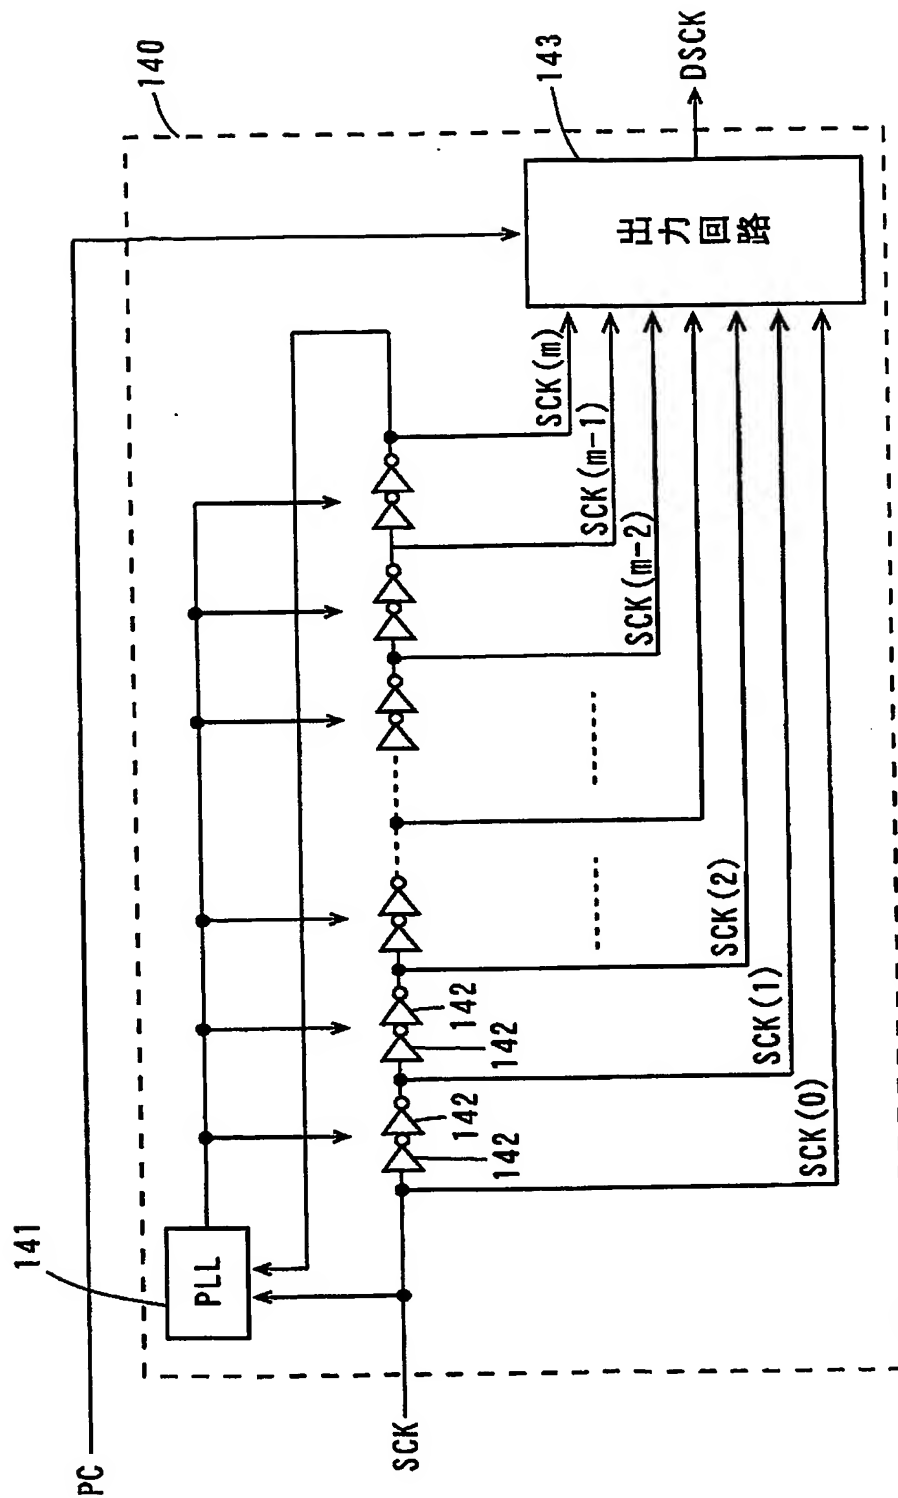 PC
140
141
PLL
SCK
142
142
142
142
SCK(0)
SCK(1)
SCK(2)
SCK(m-2)
SCK(m-1)
SCK(m)
出力回路
143
DSCK